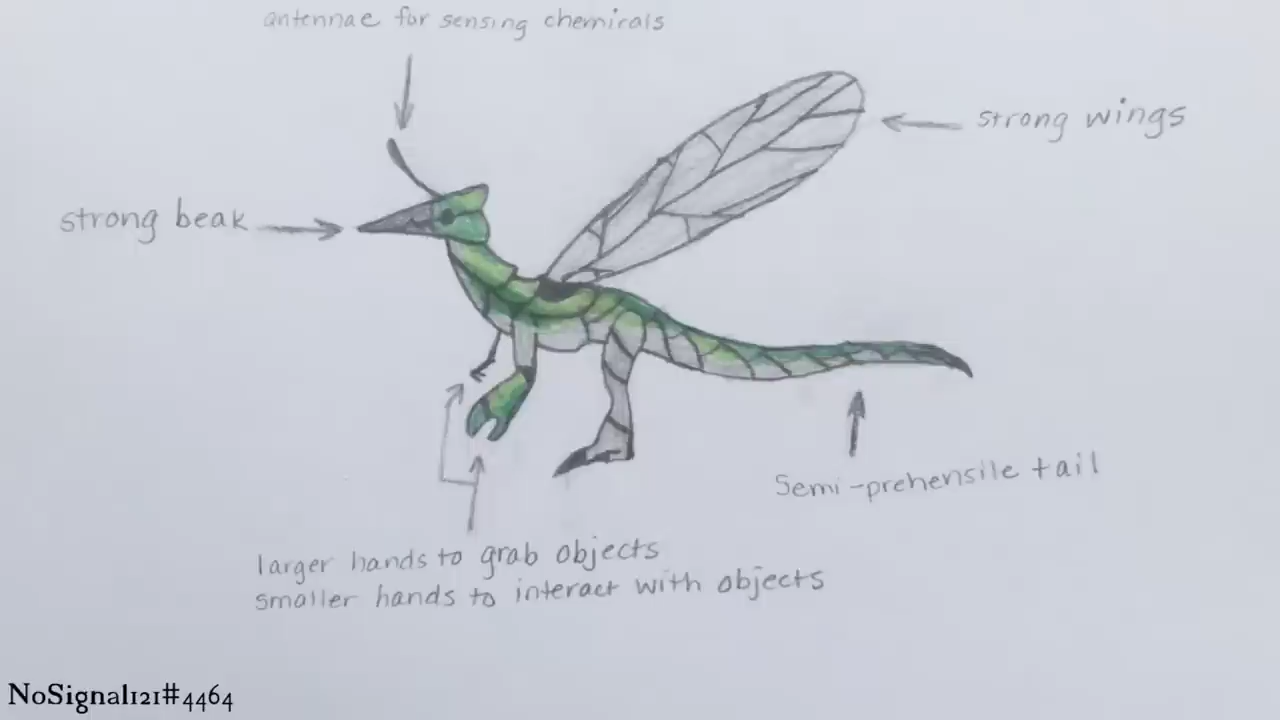 antennae for sensing chemicals
strong wings
strong beak
semi-prehensile tail
larger hands to grab objects
smaller hands to interact with objects
NoSignal121#4464